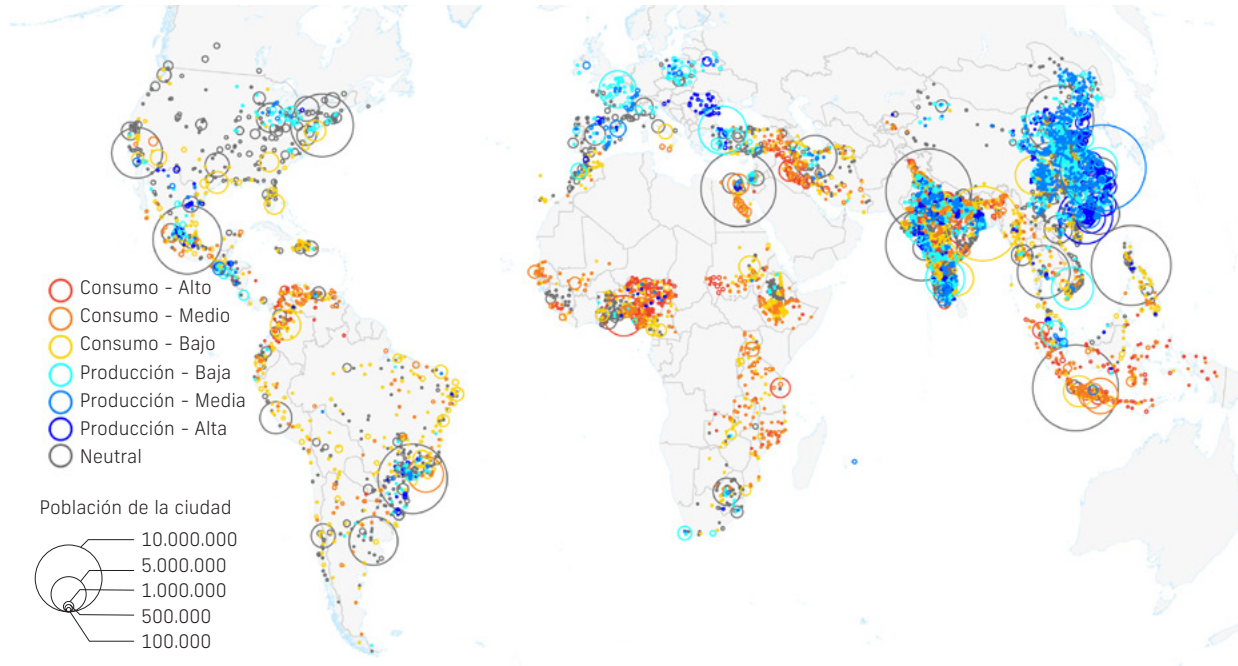 Consumo - Alto
Consumo - Medio
Consumo - Bajo
Producción - Baja
Producción - Media
Producción - Alta
Neutral
Población de la ciudad
10.000.000
5.000.000
1.000.000
500.000
100.000